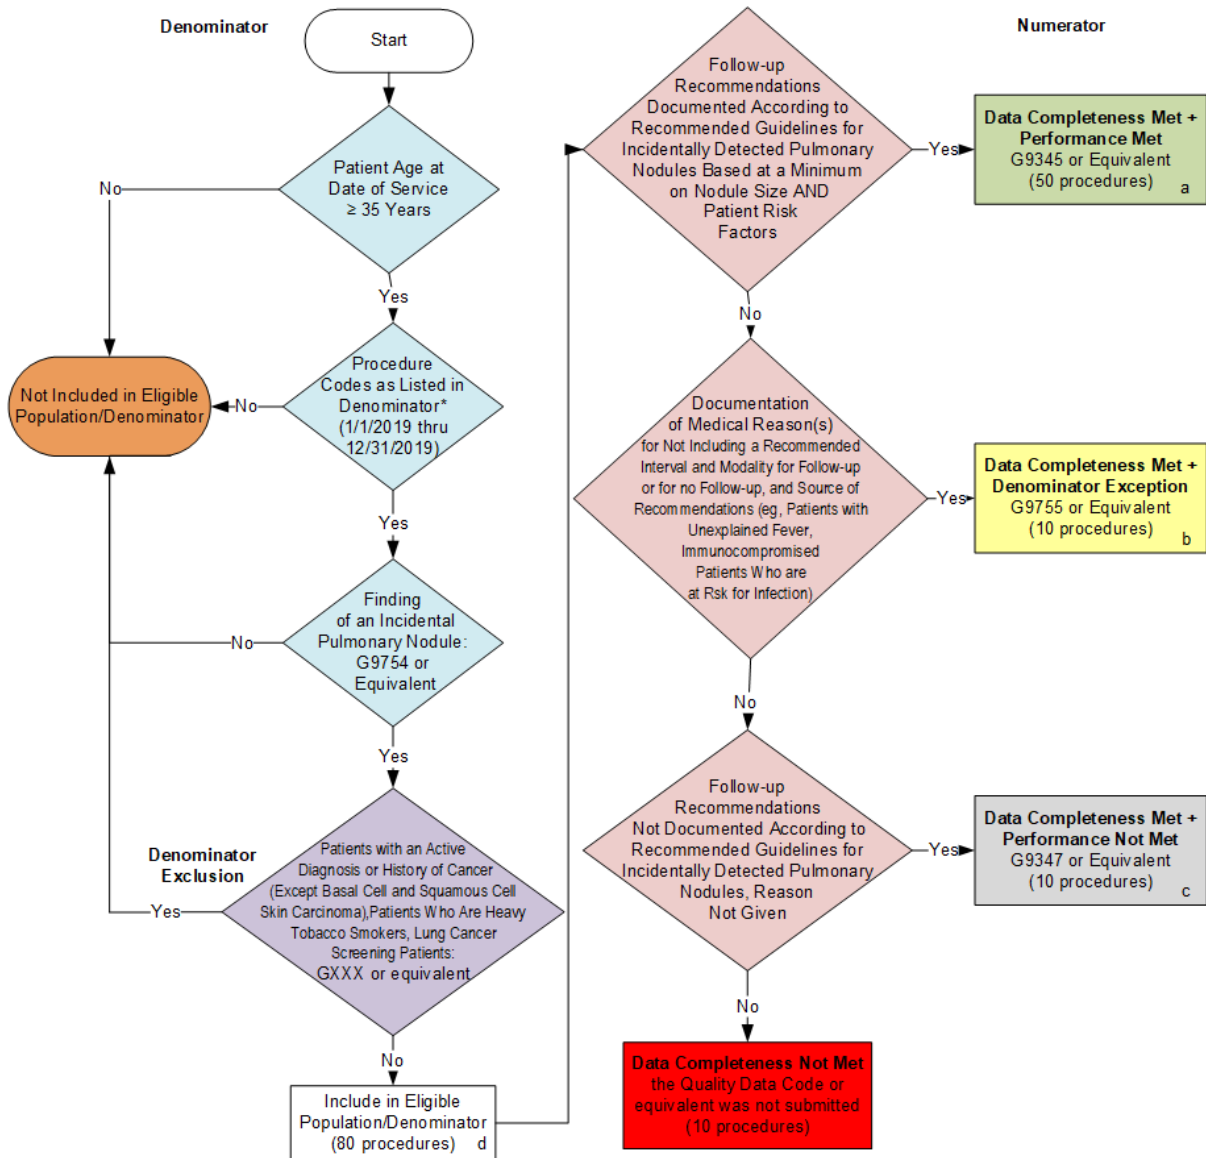 Denominator
Start
Patient Age at
Date of Service
≥ 35 Years
No
Yes
Procedure
Codes as Listed in
Denominator*
(1/1/2019 thru
12/31/2019)
No
Not Included in Eligible
Population/Denominator
Yes
Finding
of an Incidental
Pulmonary Nodule:
G9754 or
Equivalent
No
Yes
Denominator
Exclusion
Patients with an Active
Diagnosis or History of Cancer
(Except Basal Cell and Squamous Cell
Skin Carcinoma),Patients Who Are Heavy
Tobacco Smokers, Lung Cancer
Screening Patients:
GXXX or equivalent
Yes
No
Include in Eligible
Population/Denominator
(80 procedures) d
Numerator
Follow-up
Recommendations
Documented According to
Recommended Guidelines for
Incidentally Detected Pulmonary
Nodules Based at a Minimum
on Nodule Size AND
Patient Risk
Factors
Yes
Data Completeness Met +
Performance Met
G9345 or Equivalent
(50 procedures)
a
No
Documentation
of Medical Reason(s)
for Not Including a Recommended
Interval and Modality for Follow-up
or for no Follow-up, and Source of
Recommendations (eg, Patients with
Unexplained Fever,
Immunocompromised
Patients Who are
at Rsk for Infection)
Yes
Data Completeness Met +
Denominator Exception
G9755 or Equivalent
(10 procedures)
b
No
Follow-up
Recommendations
Not Documented According to
Recommended Guidelines for
Incidentally Detected Pulmonary
Nodules, Reason
Not Given
Yes
Data Completeness Met +
Performance Not Met
G9347 or Equivalent
(10 procedures)
c
No
Data Completeness Not Met
the Quality Data Code or
equivalent was not submitted
(10 procedures)